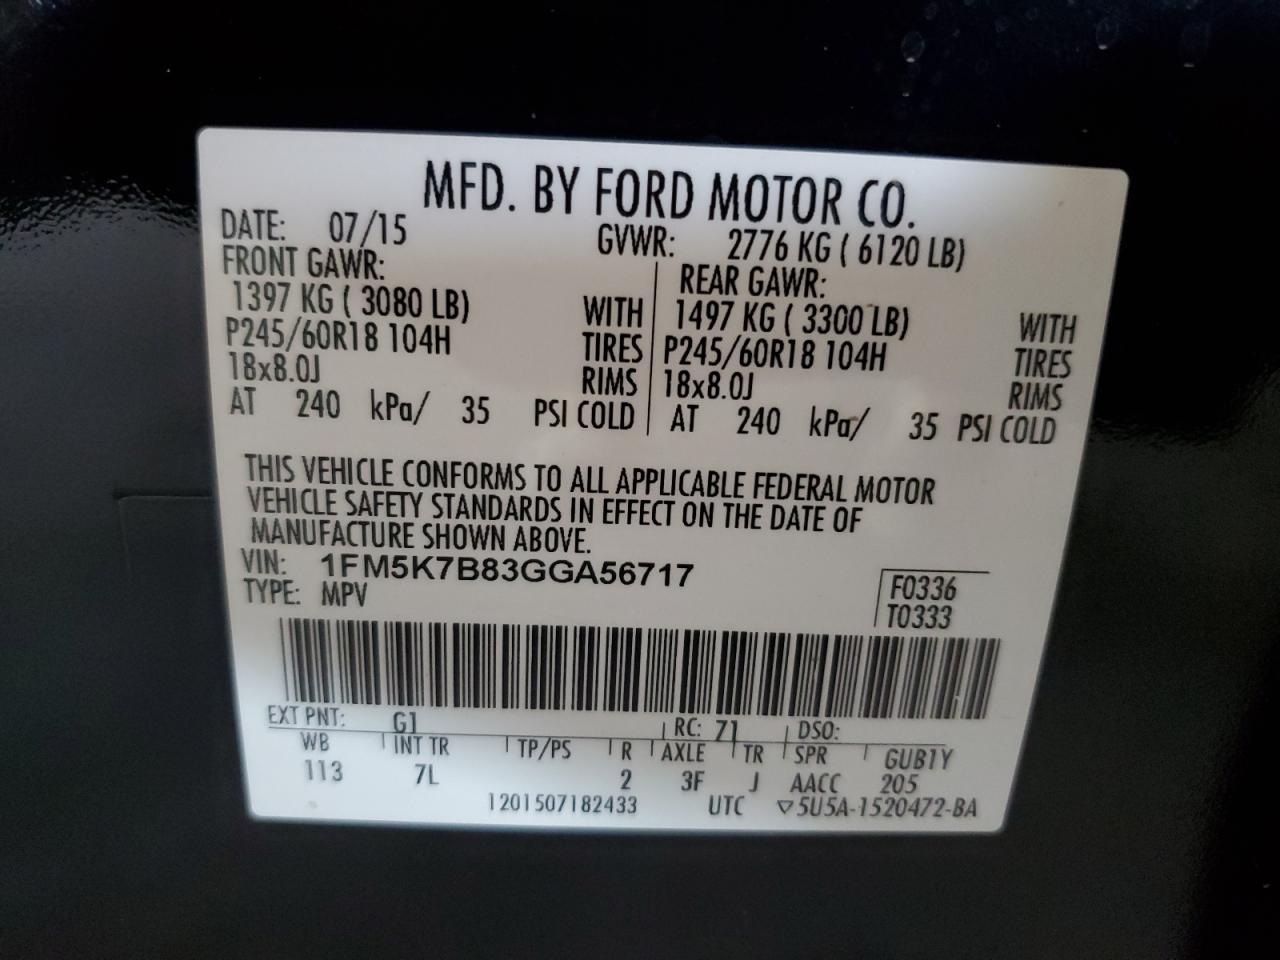 MFD. BY FORD MOTOR CO.
DATE: 07/15 GVWR: 2776 KG ( 6120 LB)
FRONT GAWR: REAR GAWR:
1397 KG ( 3080 LB) WITH 1497 KG ( 3300 LB) WITH
P245/60R18 104H TIRES P245/60R18 104H TIRES
18x8.0J RIMS 18x8.0J RIMS
AT 240 kPa/ 35 PSI COLD AT 240 kPa/ 35 PSI COLD
THIS VEHICLE CONFORMS TO ALL APPLICABLE FEDERAL MOTOR
VEHICLE SAFETY STANDARDS IN EFFECT ON THE DATE OF
MANUFACTURE SHOWN ABOVE.
VIN: 1FM5K7B83GGA56717
TYPE: MPV
F0336
T0333
EXT PNT: G1 RC: 71 DSO:
WB INT TR TP/PS R AXLE TR SPR GUB1Y
113 7L 2 3F J AACC 205
1201507182433 UTC ▽5U5A-1520472-BA